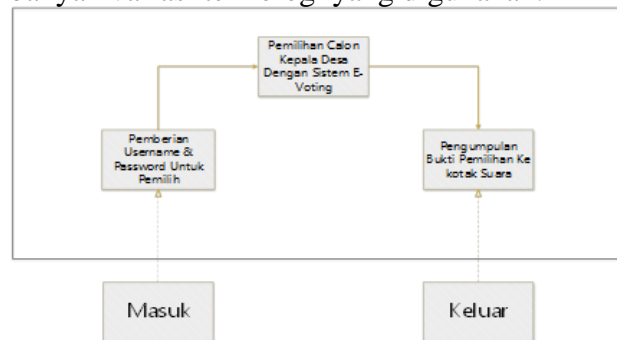 Pemilihan Calon
Kepala Desa
Dengan Sistem E-
Voting
Pemberian
Username &
Password Untuk
Pemilih
Pengumpulan
Bukti Pemilihan Ke
kotak Suara
Masuk
Keluar